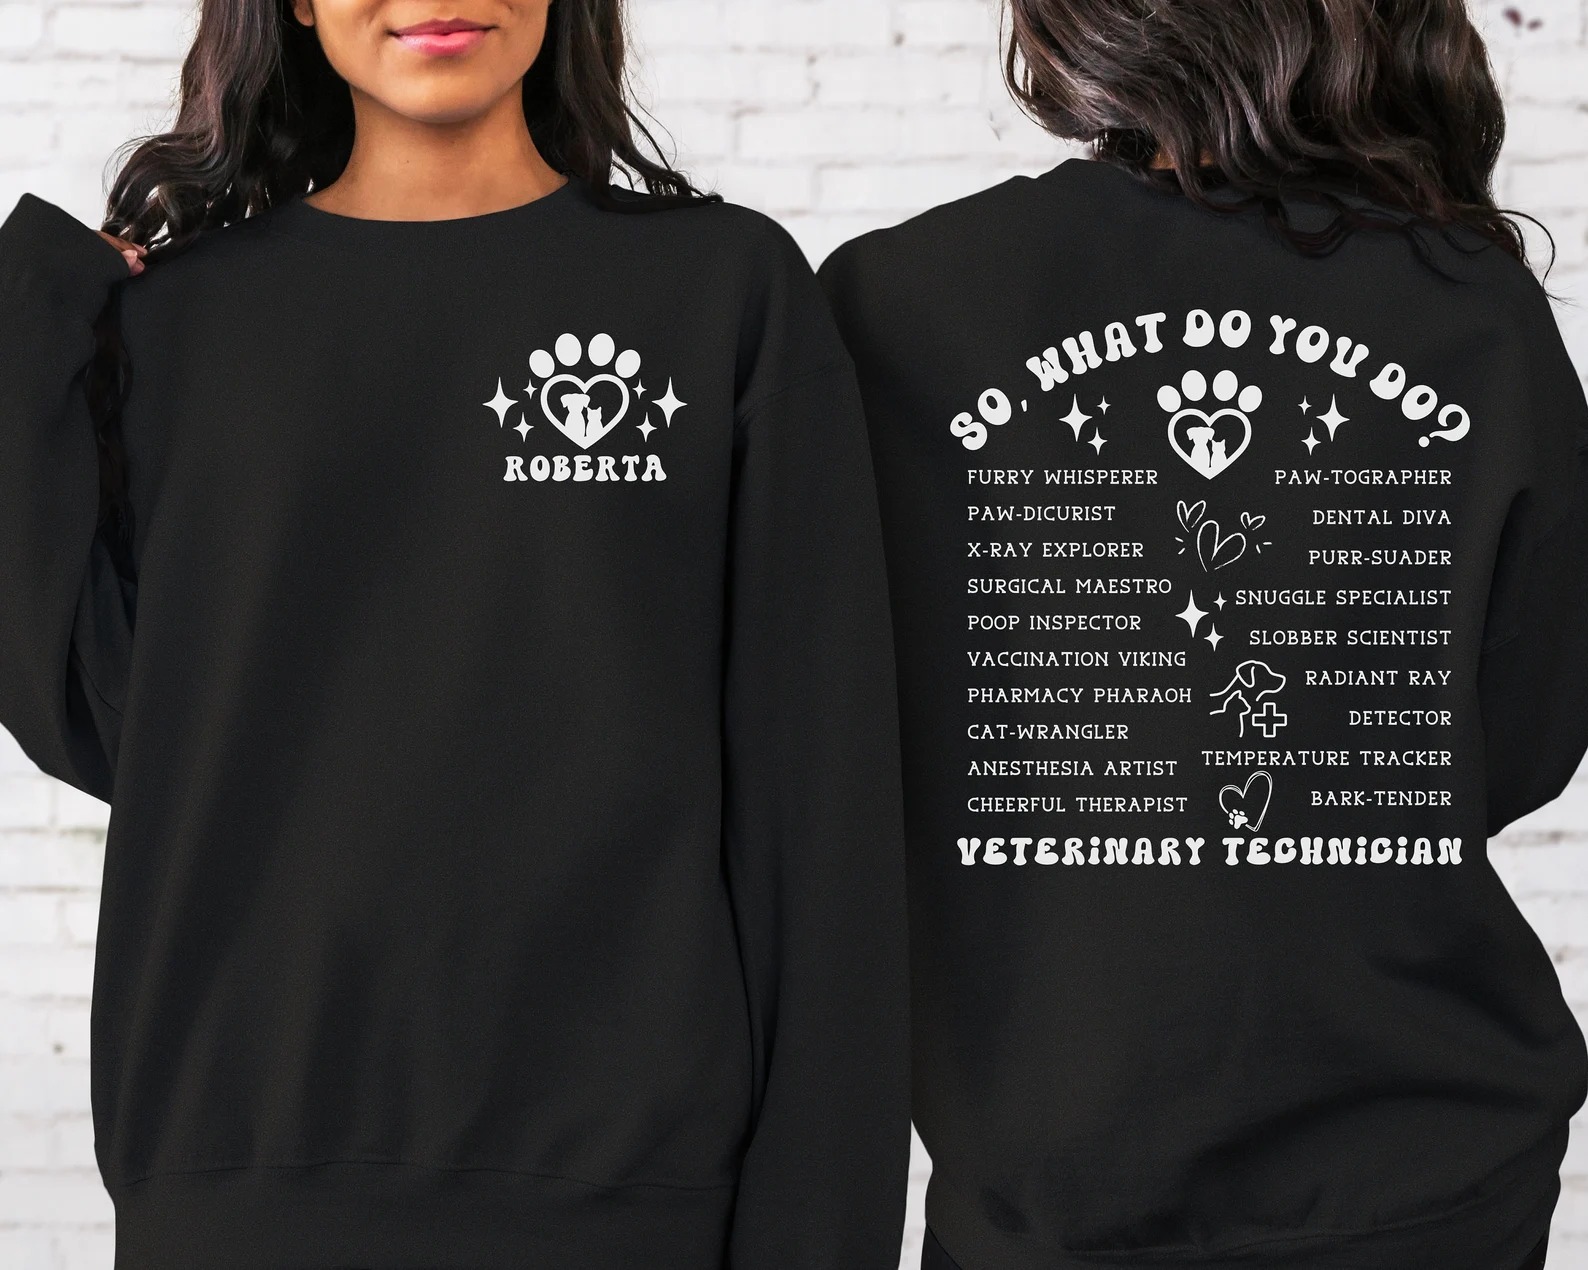 ROBERTA
SO, WHAT DO YOU DO?
FURRY WHISPERER
PAW-DICURIST
X-RAY EXPLORER
SURGICAL MAESTRO
POOP INSPECTOR
VACCINATION VIKING
PHARMACY PHARAOH
CAT-WRANGLER
ANESTHESIA ARTIST
CHEERFUL THERAPIST
PAW-TOGRAPHER
DENTAL DIVA
PURR-SUADER
SNUGGLE SPECIALIST
SLOBBER SCIENTIST
RADIANT RAY
DETECTOR
TEMPERATURE TRACKER
BARK-TENDER
VETERINARY TECHNICIAN